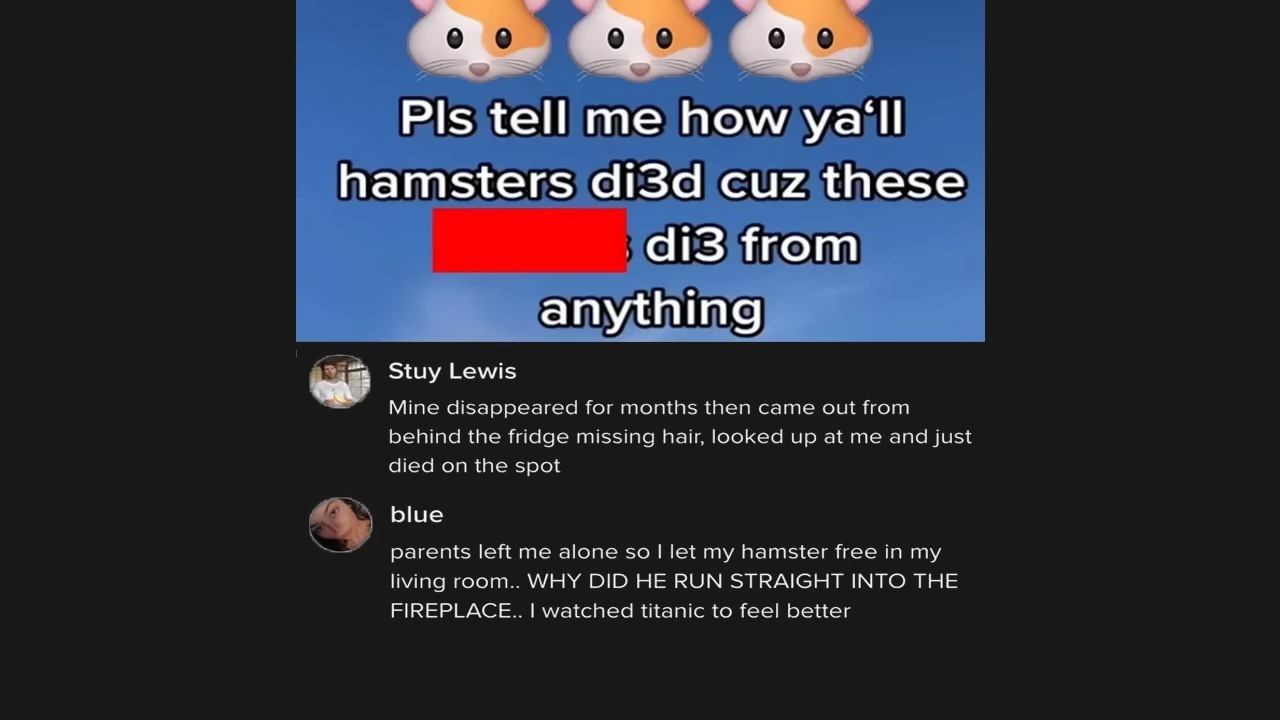 Pls tell me how ya‘ll
hamsters di3d cuz these
di3 from
anything
Stuy Lewis
Mine disappeared for months then came out from
behind the fridge missing hair, looked up at me and just
died on the spot
blue
parents left me alone so I let my hamster free in my
living room.. WHY DID HE RUN STRAIGHT INTO THE
FIREPLACE.. I watched titanic to feel better